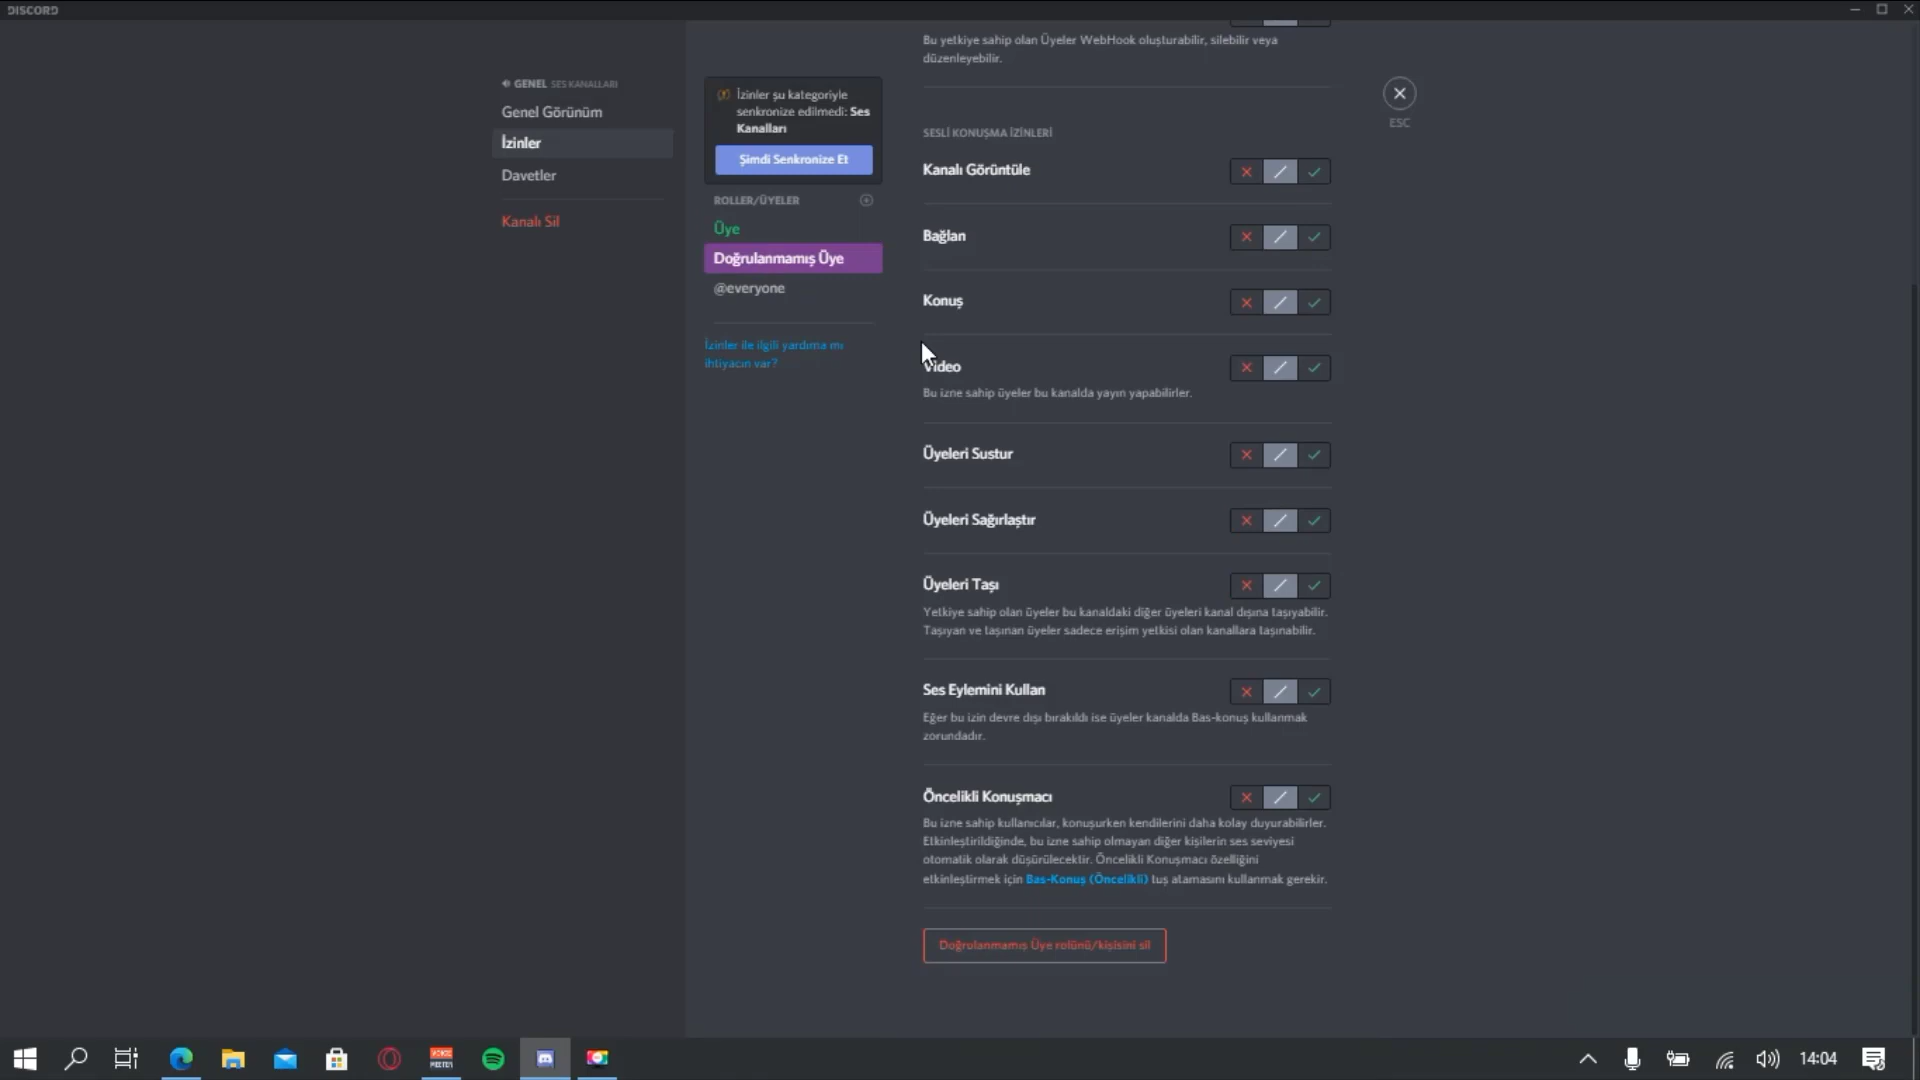 DISCORD
GENEL SES KANALLARI
Genel Görünüm
İzinler
Davetler
Kanalı Sil
İzinler şu kategoriyle
senkronize edilmedi: Ses
Kanalları
Şimdi Senkronize Et
ROLLER/ÜYELER
Üye
Doğrulanmamış Üye
@everyone
İzinler ile ilgili yardıma mı
ihtiyacın var?
Bu yetkiye sahip olan Üyeler WebHook oluşturabilir, silebilir veya
düzenleyebilir.
SESLİ KONUŞMA İZİNLERİ
Kanalı Görüntüle
Bağlan
Konuş
Video
Bu izne sahip üyeler bu kanalda yayın yapabilirler.
Üyeleri Sustur
Üyeleri Sağırlaştır
Üyeleri Taşı
Yetkiye sahip olan üyeler bu kanaldaki diğer üyeleri kanal dışına taşıyabilir.
Taşıyan ve taşınan üyeler sadece erişim yetkisi olan kanallara taşınabilir.
Ses Eylemini Kullan
Eğer bu izin devre dışı bırakıldı ise üyeler kanalda Bas-konuş kullanmak
zorundadır.
Öncelikli Konuşmacı
Bu izne sahip kullanıcılar, konuşurken kendilerini daha kolay duyurabilirler.
Etkinleştirildiğinde, bu izne sahip olmayan diğer kişilerin ses seviyesi
otomatik olarak düşürülecektir. Öncelikli Konuşmacı özelliğini
etkinleştirmek için Bas-Konuş (Öncelikli) tuş atamasını kullanmak gerekir.
Doğrulanmamış Üye rolünü/kişisini sil
ESC
VOICE
MEETER
14:04